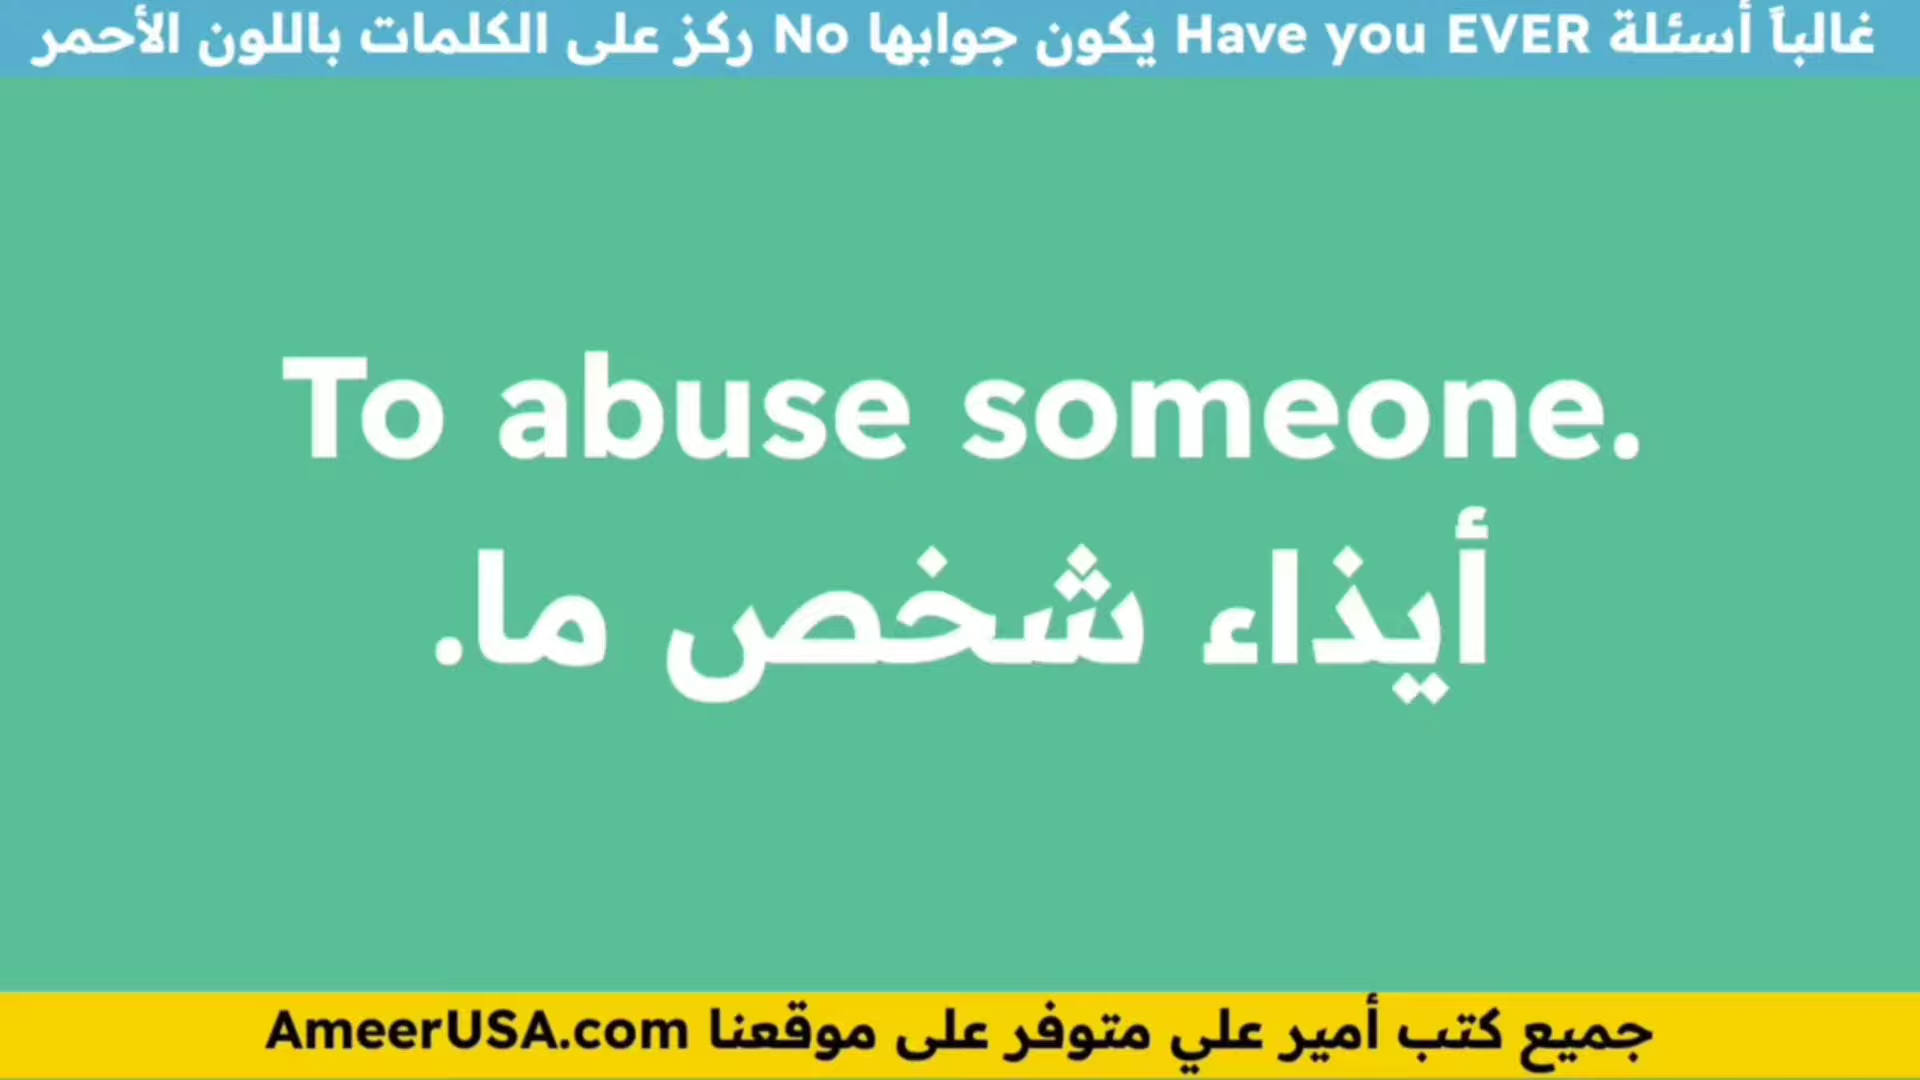 غالباً أسئلة Have you EVER يكون جوابها No ركز على الكلمات باللون الأحمر
To abuse someone.
أيذاء شخص ما.
جميع كتب أمير علي متوفر على موقعنا AmeerUSA.com